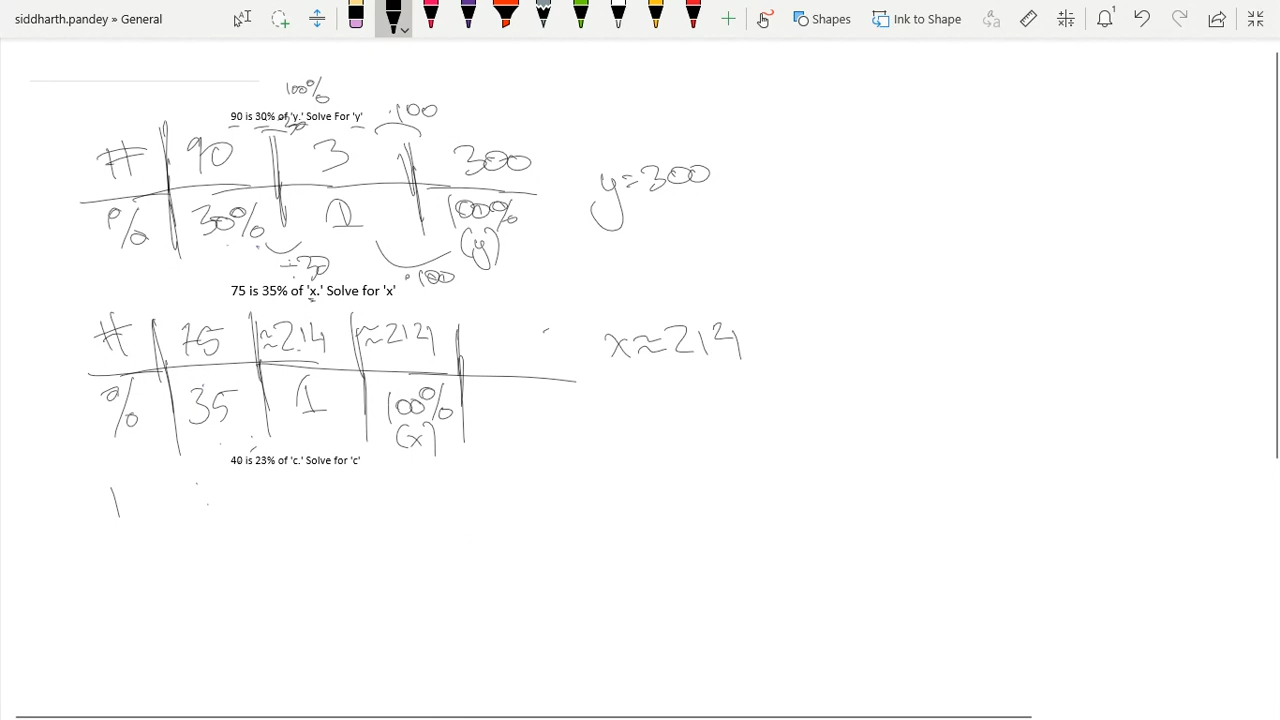 siddharth.pandey » General
Shapes
Ink to Shape
100%
90 is 30% of 'y.' Solve For 'y'
·100
# 90 3 300
y=300
% 30% 1 100%
(y)
÷30 ·100
75 is 35% of 'x.' Solve for 'x'
# 75 ≈2.14 ≈214
x≈214
% 35 1 100%
(x)
40 is 23% of 'c.' Solve for 'c'